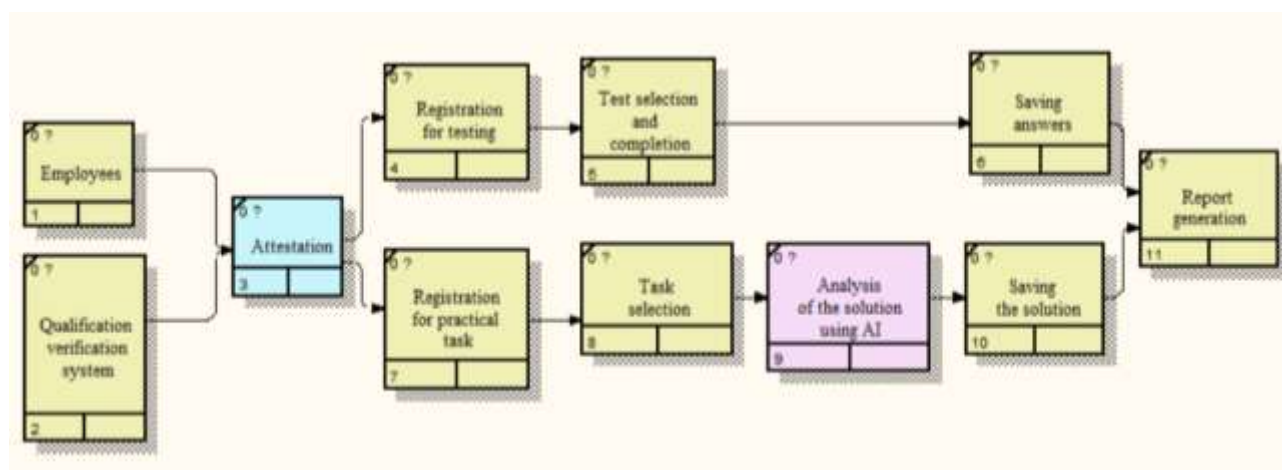 0 ?
Employees
1
0 ?
Qualification
verification
system
2
0 ?
Attestation
3
0 ?
Registration
for testing
4
0 ?
Test selection
and
completion
5
0 ?
Saving
answers
6
0 ?
Registration
for practical
task
7
0 ?
Task
selection
8
0 ?
Analysis
of the solution
using AI
9
0 ?
Saving
the solution
10
0 ?
Report
generation
11